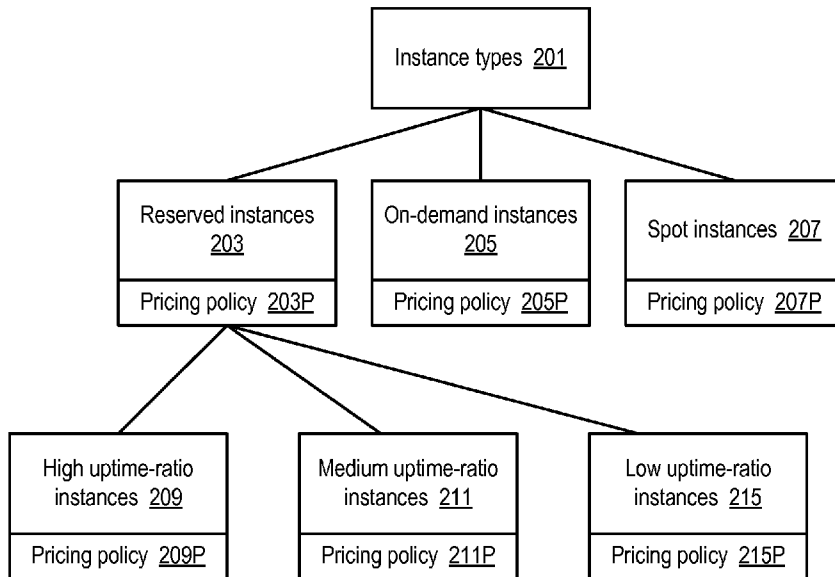 Instance types 201
Reserved instances
203
Pricing policy 203P
On-demand instances
205
Pricing policy 205P
Spot instances 207
Pricing policy 207P
High uptime-ratio
instances 209
Pricing policy 209P
Medium uptime-ratio
instances 211
Pricing policy 211P
Low uptime-ratio
instances 215
Pricing policy 215P